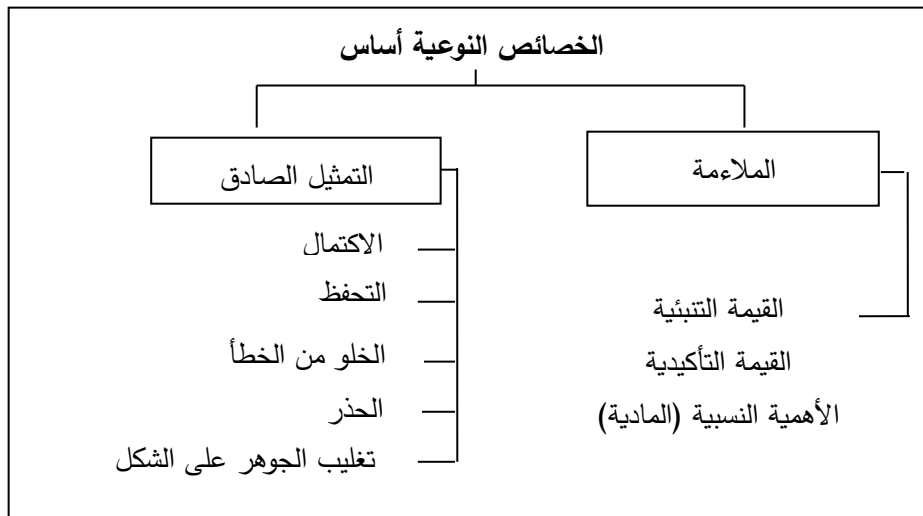 الخصائص النوعية أساس
الملاءمة
القيمة التنبئية
القيمة التأكيدية
الأهمية النسبية (المادية)
التمثيل الصادق
الاكتمال
التحفظ
الخلو من الخطأ
الحذر
تغليب الجوهر على الشكل